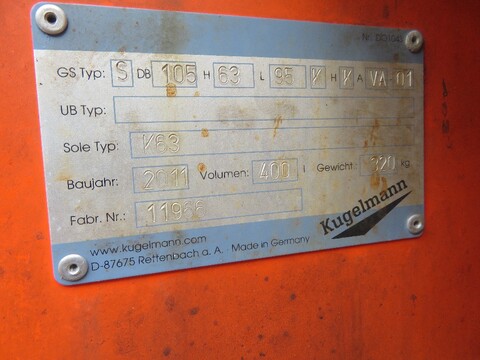 GS Typ: S DB 105 H 63 L 95 K H K A VA-01
UB Typ:
Sole Typ: K63
Baujahr: 2011 Volumen: 400 l Gewicht: kg
Fabr. Nr.:
Kugelmann
www.kugelmann.com
D-87675 Rettenbach a. A. Made in Germany